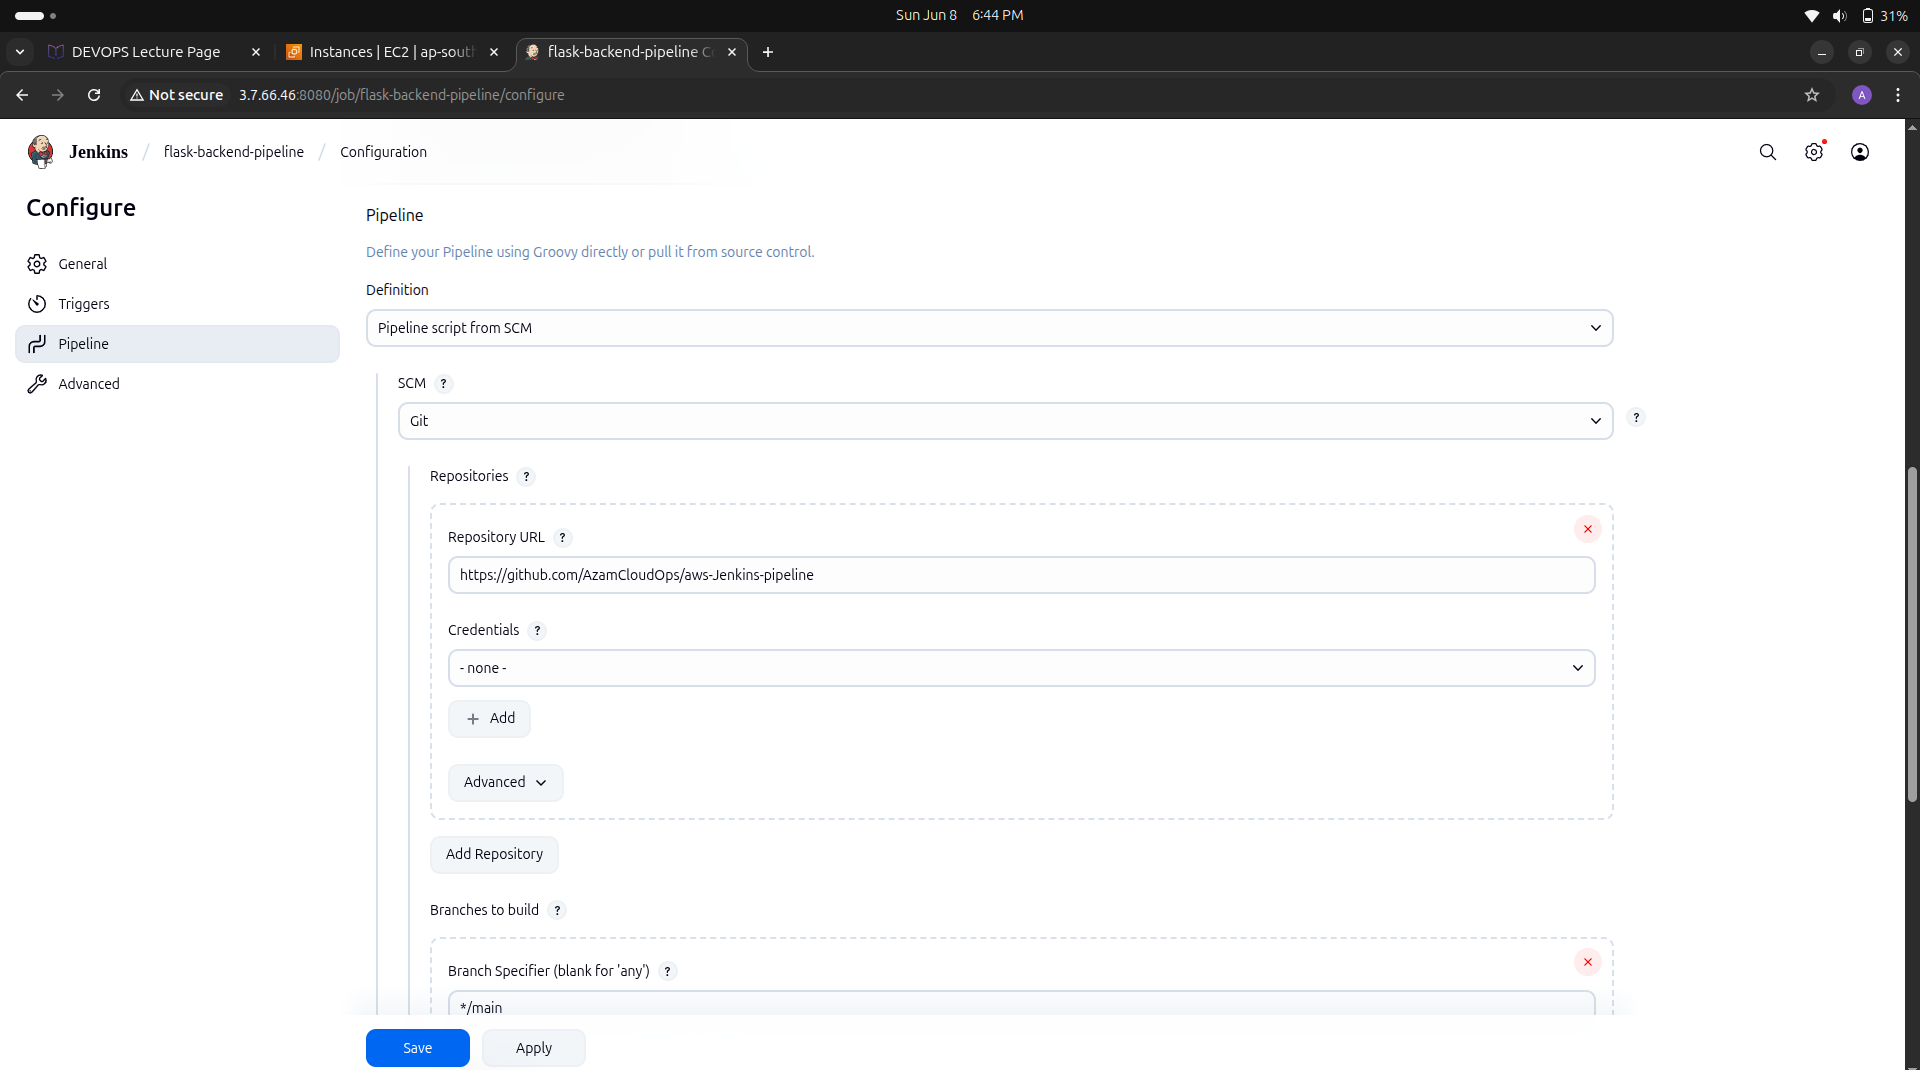 Sun Jun 8 6:44 PM
31%
DEVOPS Lecture Page
Instances | EC2 | ap-sout
flask-backend-pipeline C
Not secure 3.7.66.46:8080/job/flask-backend-pipeline/configure
A
Jenkins / flask-backend-pipeline / Configuration
Configure
General
Triggers
Pipeline
Advanced
Pipeline
Define your Pipeline using Groovy directly or pull it from source control.
Definition
Pipeline script from SCM
SCM ?
Git
?
Repositories ?
Repository URL ?
https://github.com/AzamCloudOps/aws-Jenkins-pipeline
Credentials ?
- none -
+ Add
Advanced
Add Repository
Branches to build ?
Branch Specifier (blank for 'any') ?
*/main
Save
Apply